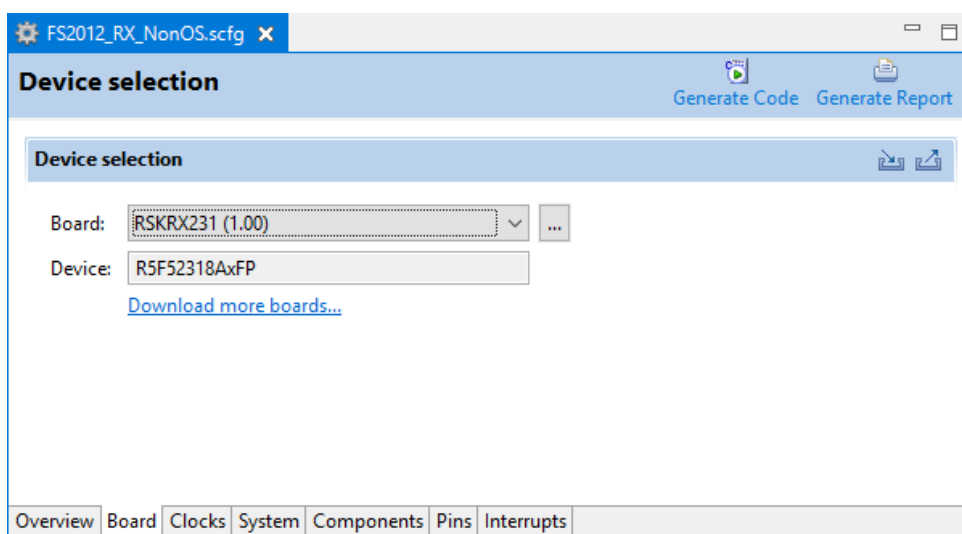 FS2012_RX_NonOS.scfg
Device selection
Generate Code Generate Report
Device selection
Board: RSKRX231 (1.00) ...
Device: R5F52318AxFP
Download more boards...
Overview Board Clocks System Components Pins Interrupts